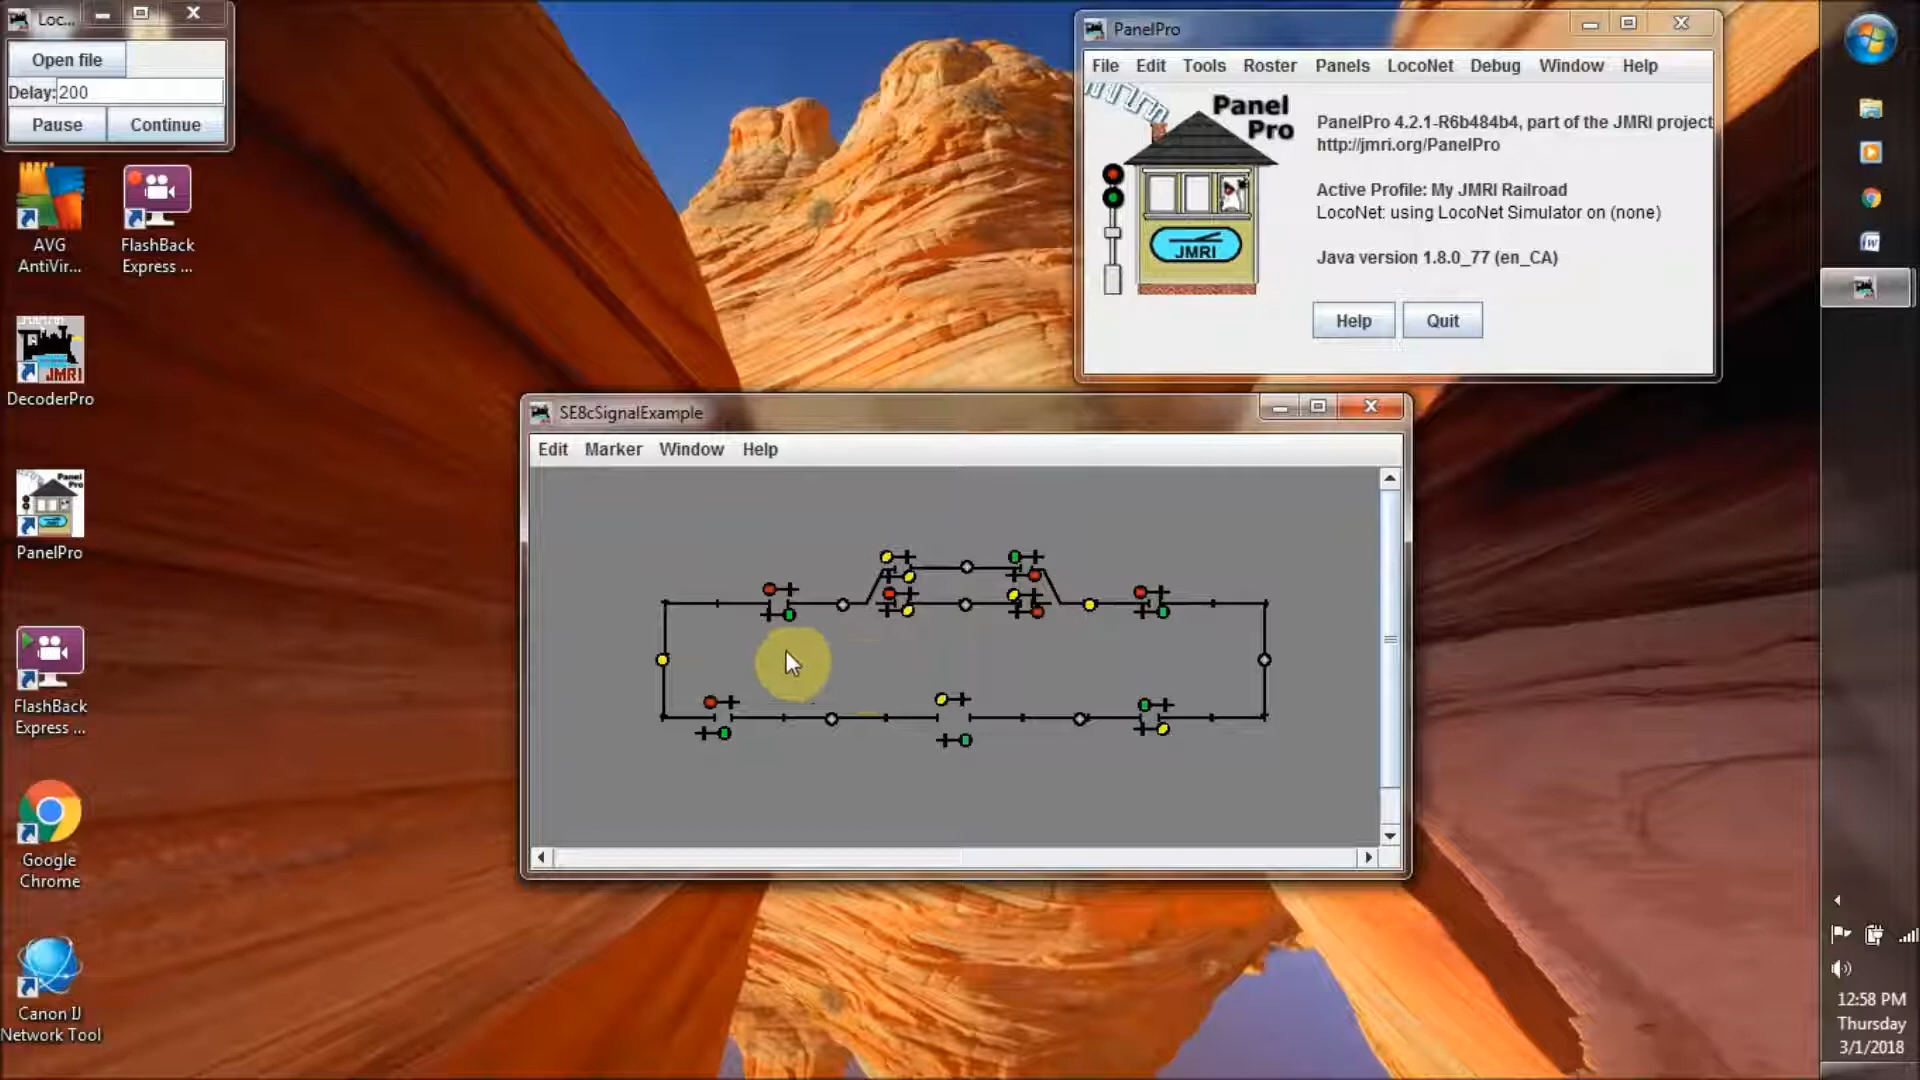 Loc...
Open file
Delay:200
Pause
Continue
AVG
AntiVir...
FlashBack
Express ...
DecoderPro
PanelPro
FlashBack
Express ...
Google
Chrome
Canon IJ
Network Tool
PanelPro
File Edit Tools Roster Panels LocoNet Debug Window Help
Panel
Pro
JMRI
PanelPro 4.2.1-R6b484b4, part of the JMRI project
http://jmri.org/PanelPro
Active Profile: My JMRI Railroad
LocoNet: using LocoNet Simulator on (none)
Java version 1.8.0_77 (en_CA)
Help
Quit
SE8cSignalExample
Edit Marker Window Help
12:58 PM
Thursday
3/1/2018
JMRI
Panel
Pro
W